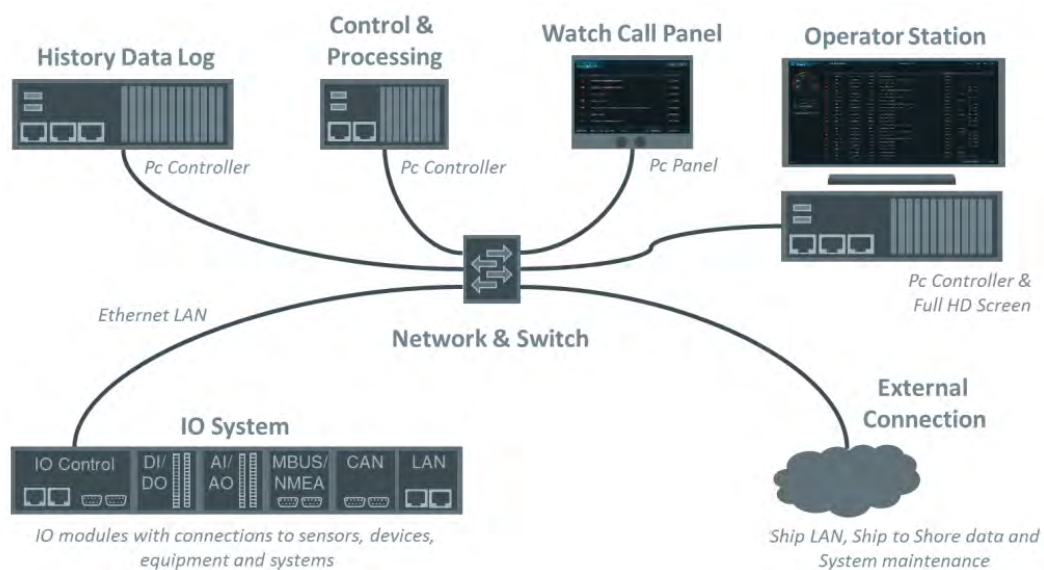 History Data Log
Control &
Processing
Watch Call Panel
Operator Station
Pc Controller
Pc Controller
Pc Panel
Pc Controller &
Full HD Screen
Ethernet LAN
Network & Switch
External
Connection
IO System
IO Control
DI/
DO
AI/
AO
MBUS/
NMEA
CAN
LAN
IO modules with connections to sensors, devices,
equipment and systems
Ship LAN, Ship to Shore data and
System maintenance